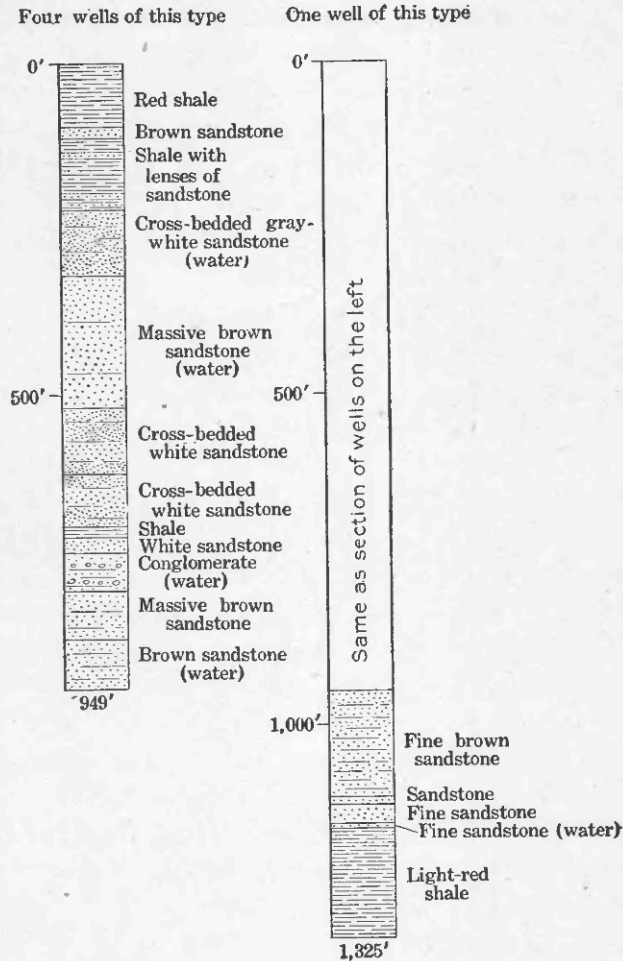 Four wells of this type
0'
Red shale
Brown sandstone
Shale with
lenses of
sandstone
Cross-bedded gray-
white sandstone
(water)
Massive brown
sandstone
(water)
500'
Cross-bedded
white sandstone
Cross-bedded
white sandstone
Shale
White sandstone
Conglomerate
(water)
Massive brown
sandstone
Brown sandstone
(water)
949'
One well of this type
0'
500'
Same as section of wells on the left
1,000'
Fine brown
sandstone
Sandstone
Fine sandstone
Fine sandstone (water)
Light-red
shale
1,325'